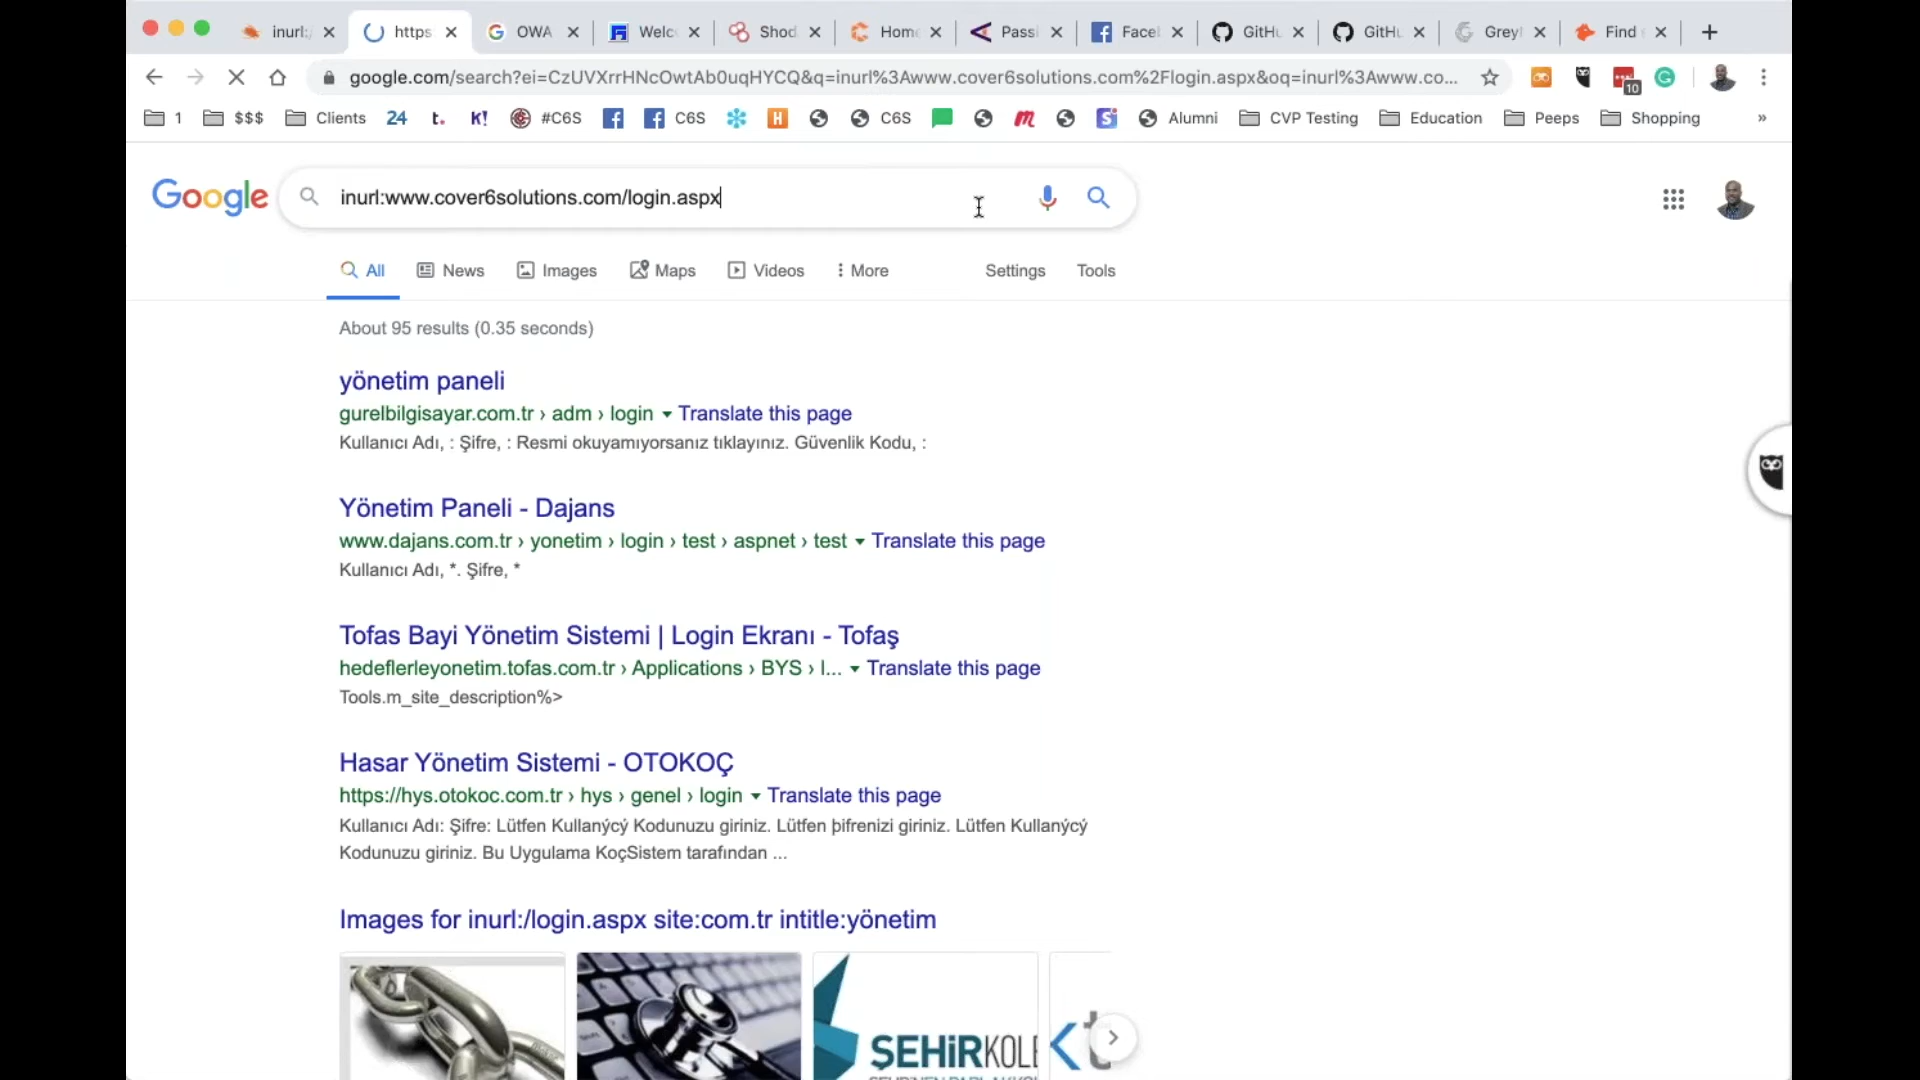 inurl:/
https
OWA
Welc
Shod
Home
Passi
Facel
GitHu
GitHu
Grey
Find
google.com/search?ei=CzUVXrrHNcOwtAb0uqHYCQ&q=inurl%3Awww.cover6solutions.com%2Flogin.aspx&oq=inurl%3Awww.co...
10
1
$$$
Clients
24
t.
K!
#C6S
C6S
H
C6S
m
S
Alumni
CVP Testing
Education
Peeps
Shopping
»
Google
inurl:www.cover6solutions.com/login.aspx
All
News
Images
Maps
Videos
More
Settings
Tools
About 95 results (0.35 seconds)
yönetim paneli
gurelbilgisayar.com.tr › adm › login ▾ Translate this page
Kullanıcı Adı, : Şifre, : Resmi okuyamıyorsanız tıklayınız. Güvenlik Kodu, :
Yönetim Paneli - Dajans
www.dajans.com.tr › yonetim › login › test › aspnet › test ▾ Translate this page
Kullanıcı Adı, *. Şifre, *
Tofas Bayi Yönetim Sistemi | Login Ekranı - Tofaş
hedeflerleyonetim.tofas.com.tr › Applications › BYS › l... ▾ Translate this page
Tools.m_site_description%>
Hasar Yönetim Sistemi - OTOKOÇ
https://hys.otokoc.com.tr › hys › genel › login ▾ Translate this page
Kullanıcı Adı: Şifre: Lütfen Kullanýcý Kodunuzu giriniz. Lütfen þifrenizi giriniz. Lütfen Kullanýcý
Kodunuzu giriniz. Bu Uygulama KoçSistem tarafından ...
Images for inurl:/login.aspx site:com.tr intitle:yönetim
ŞEHİRKOLE